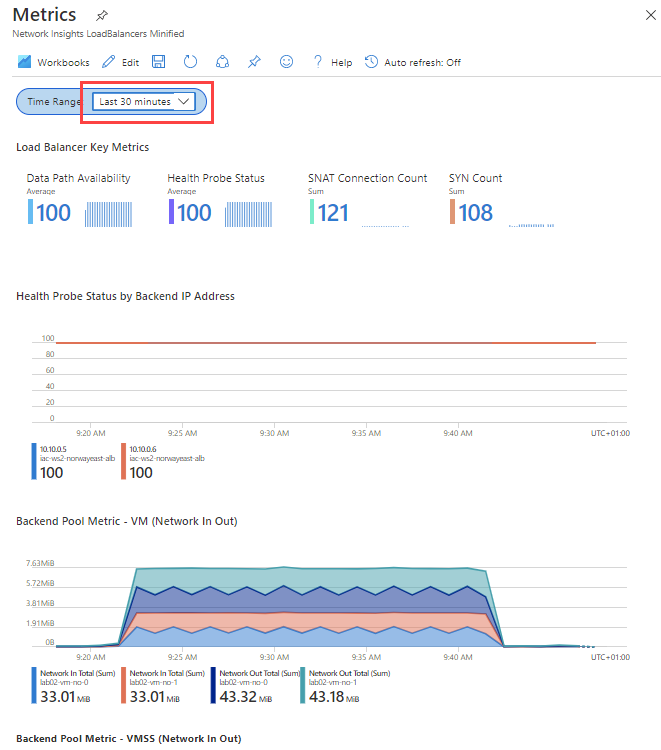 Metrics
Network Insights LoadBalancers Minified
Workbooks Edit Help Auto refresh: Off
Time Range Last 30 minutes
Load Balancer Key Metrics
Data Path Availability Health Probe Status SNAT Connection Count SYN Count
Average Average Sum Sum
100 100 121 108
Health Probe Status by Backend IP Address
100
80
60
40
20
0
9:20 AM 9:25 AM 9:30 AM 9:35 AM 9:40 AM UTC+01:00
10.10.0.5 10.10.0.6
iac-ws2-norwayeast-alb iac-ws2-norwayeast-alb
100 100
Backend Pool Metric - VM (Network In Out)
7.63MiB
5.72MiB
3.81MiB
1.91MiB
0B
9:20 AM 9:25 AM 9:30 AM 9:35 AM 9:40 AM UTC+01:00
Network In Total (Sum) Network In Total (Sum) Network Out Total (Sum) Network Out Total (Sum)
lab02-vm-no-0 lab02-vm-no-1 lab02-vm-no-0 lab02-vm-no-1
33.01 MiB 33.01 MiB 43.32 MiB 43.18 MiB
Backend Pool Metric - VMSS (Network In Out)